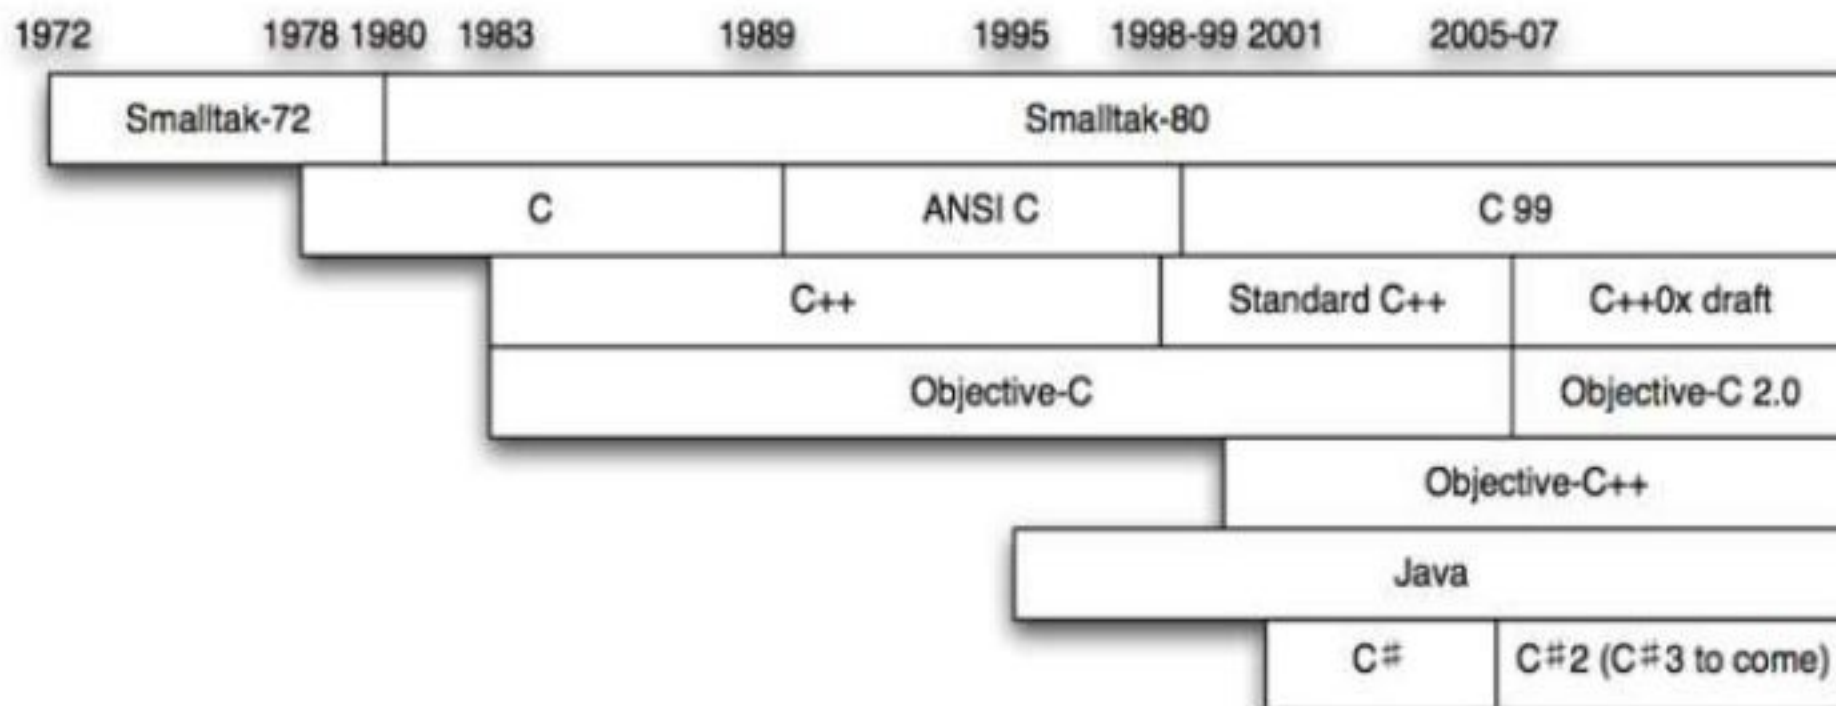 1972 1978 1980 1983 1989 1995 1998-99 2001 2005-07
Smalltak-72 Smalltak-80
C ANSI C C 99
C++ Standard C++ C++0x draft
Objective-C Objective-C 2.0
Objective-C++
Java
C♯ C♯2 (C♯3 to come)